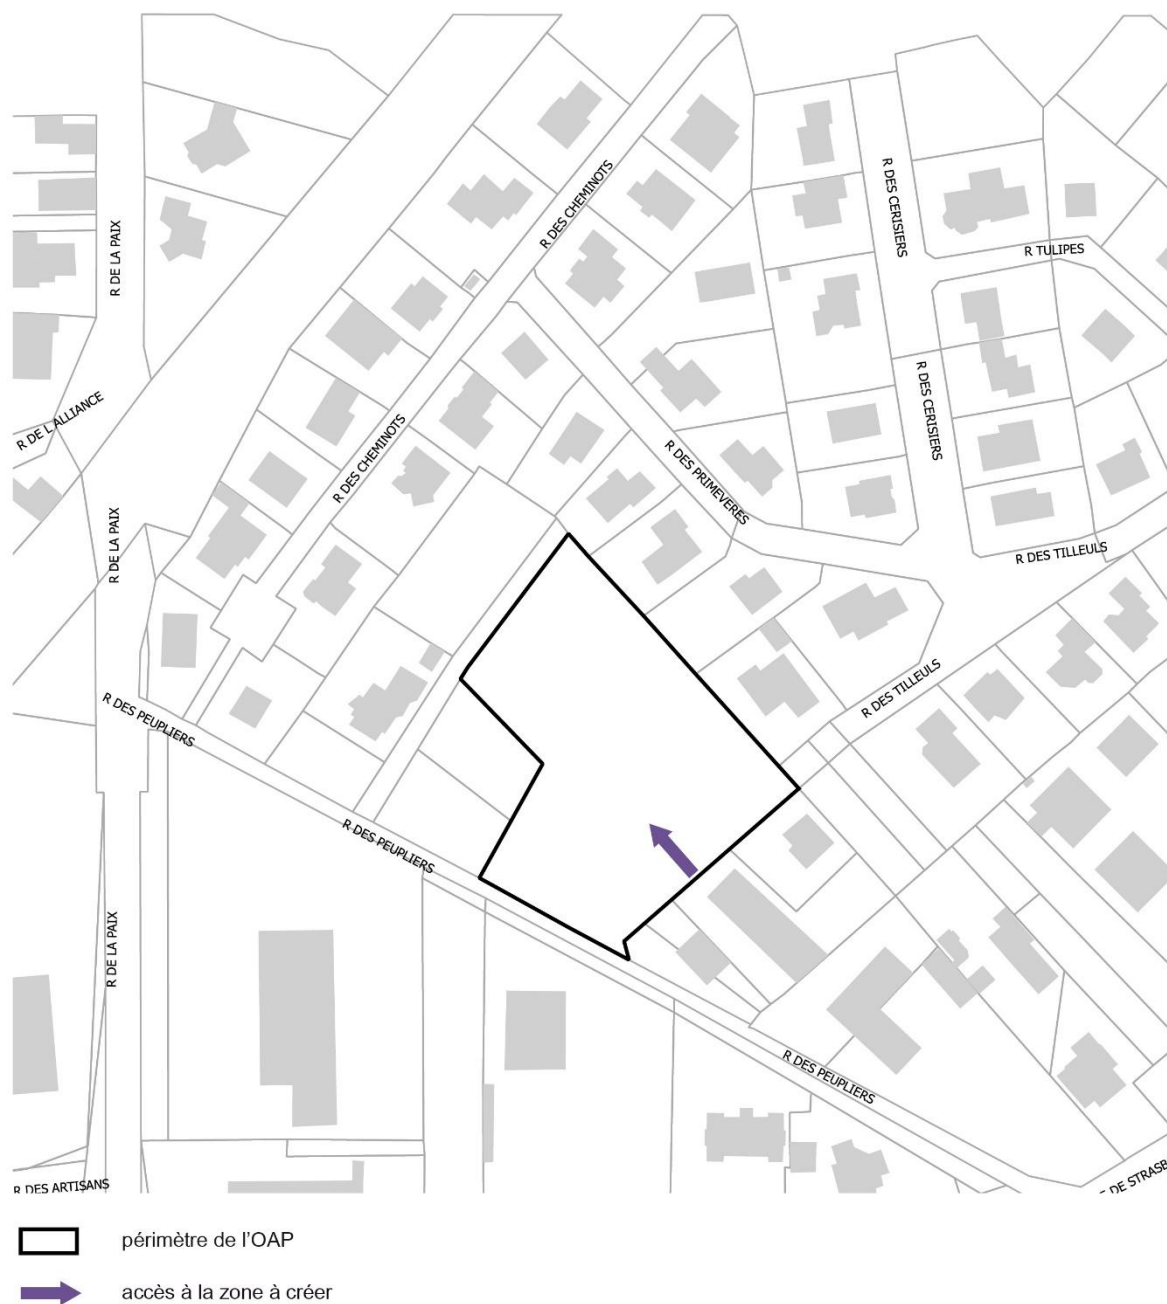 R DES CHEMINOTS
R DES CERISIERS
R DE LA PAIX
R TULIPES
R DES CERISIERS
R DE L ALLIANCE
R DES CHEMINOTS
R DES PRIMEVERES
R DE LA PAIX
R DES TILLEULS
R DES TILLEULS
R DES PEUPLIERS
R DES PEUPLIERS
R DE LA PAIX
R DES PEUPLIERS
R DES ARTISANS
DE STRASB
périmètre de l'OAP
accès à la zone à créer